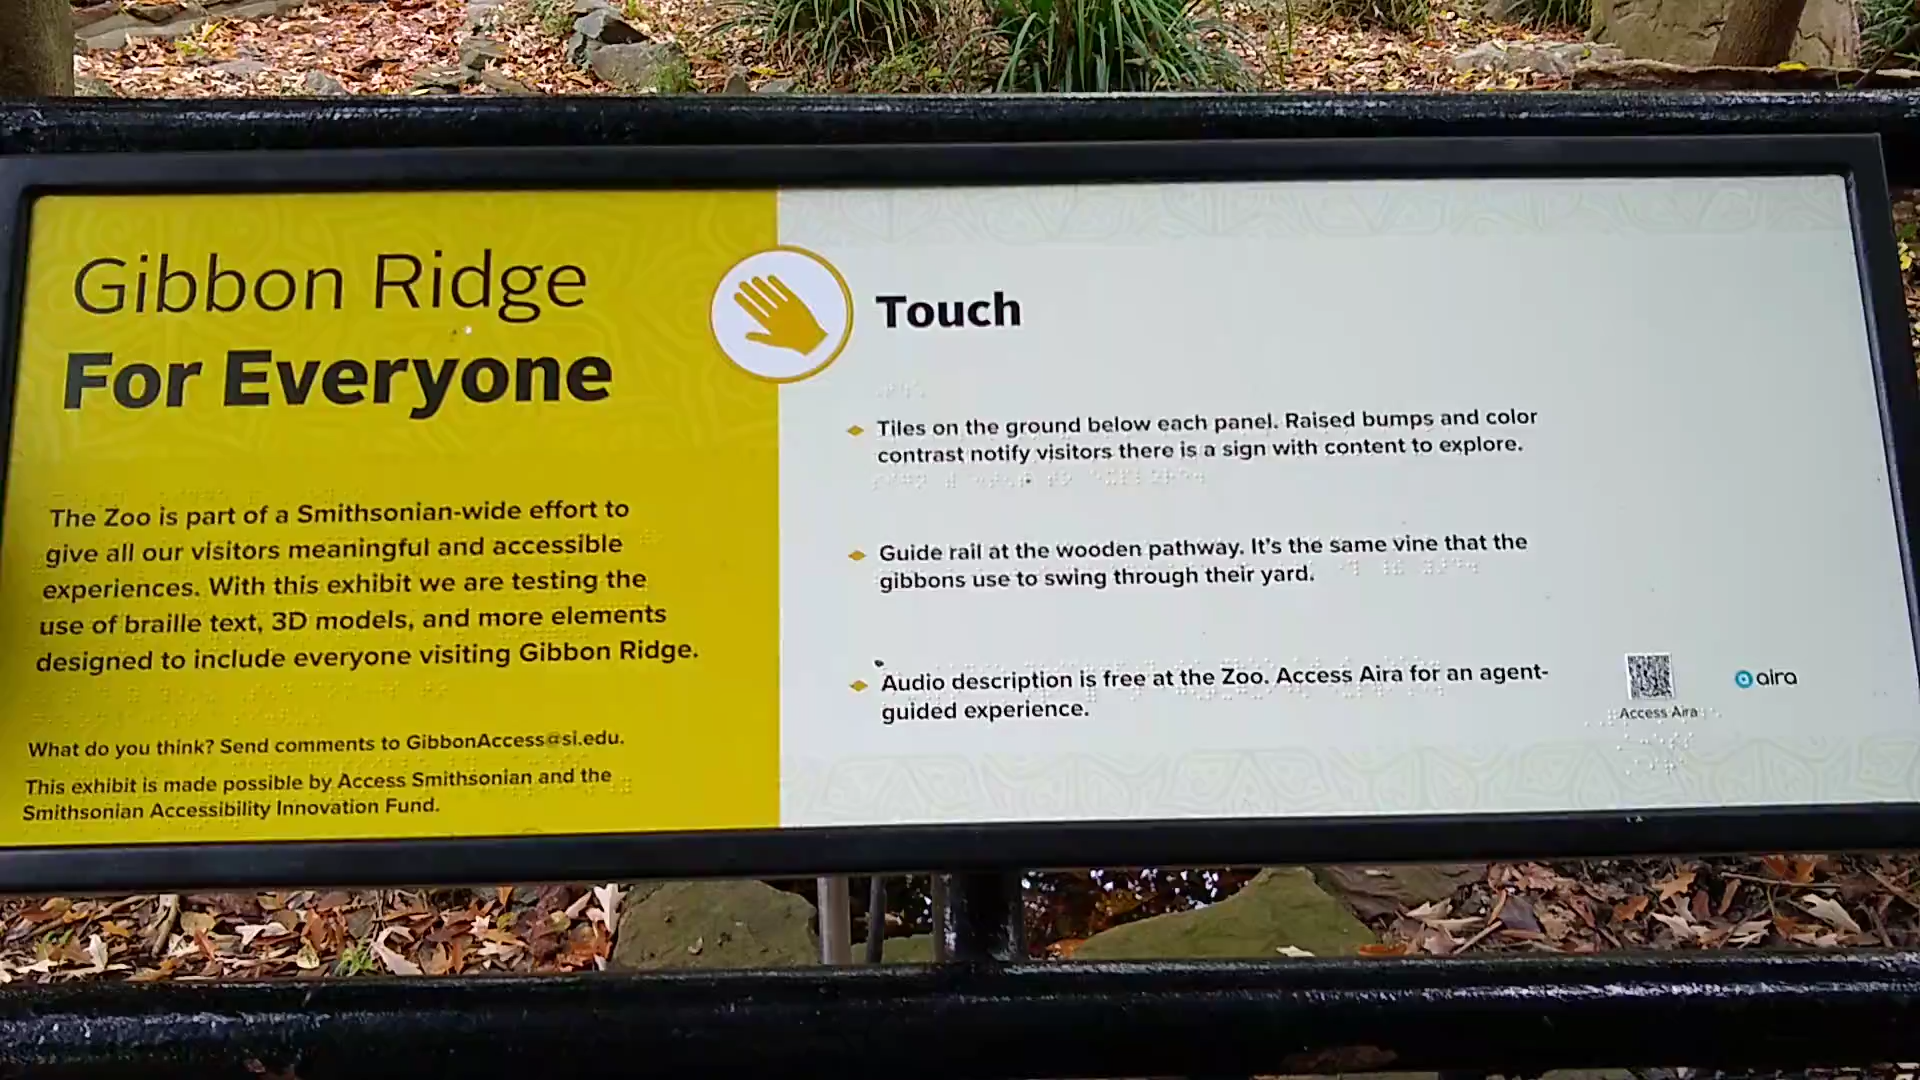 Gibbon Ridge
For Everyone
The Zoo is part of a Smithsonian-wide effort to
give all our visitors meaningful and accessible
experiences. With this exhibit we are testing the
use of braille text, 3D models, and more elements
designed to include everyone visiting Gibbon Ridge.
What do you think? Send comments to GibbonAccess@si.edu.
This exhibit is made possible by Access Smithsonian and the
Smithsonian Accessibility Innovation Fund.
Touch
Tiles on the ground below each panel. Raised bumps and color
contrast notify visitors there is a sign with content to explore.
Guide rail at the wooden pathway. It's the same vine that the
gibbons use to swing through their yard.
Audio description is free at the Zoo. Access Aira for an agent-
guided experience.
Access Aira
aira